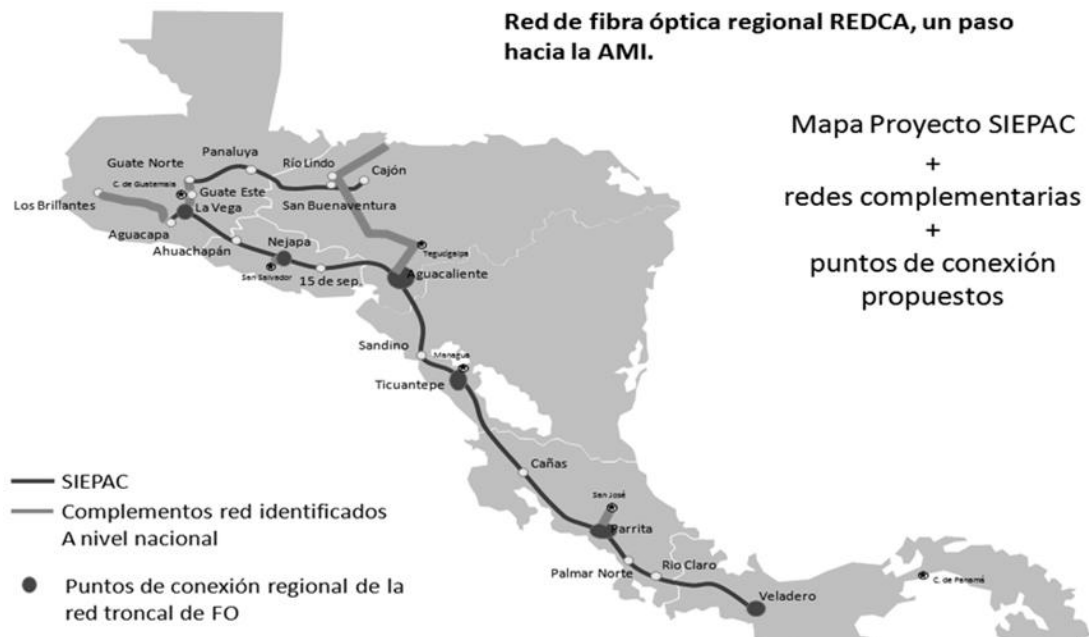 Red de fibra óptica regional REDCA, un paso
hacia la AMI.
Mapa Proyecto SIEPAC
+
redes complementarias
+
puntos de conexión
propuestos
Panaluya
Guate Norte
Río Lindo
Cajón
C. de Guatemala
Guate Este
Los Brillantes
La Vega
San Buenaventura
Aguacapa
Ahuachapán
Nejapa
Tegucigalpa
San Salvador
15 de sep.
Aguacaliente
Sandino
Managua
Ticuantepe
Cañas
San José
Parrita
Palmar Norte
Rio Claro
C. de Panamá
Veladero
SIEPAC
Complementos red identificados
A nivel nacional
Puntos de conexión regional de la
red troncal de FO